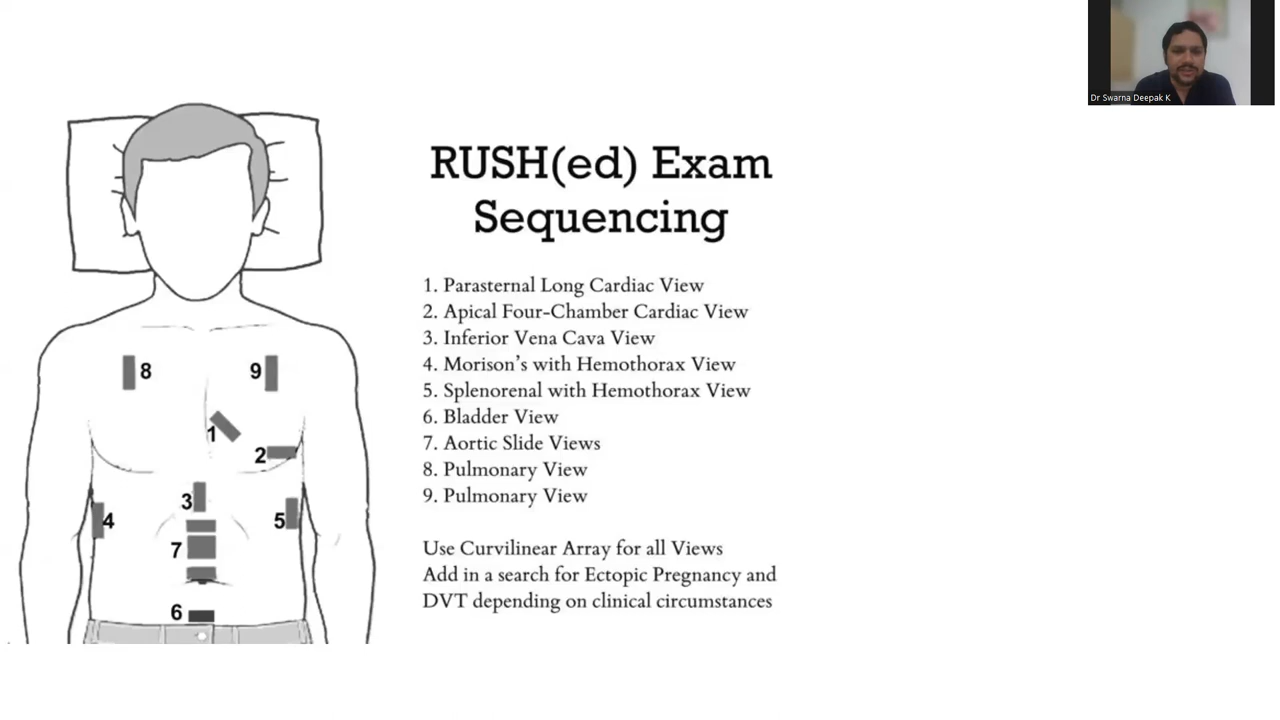 Dr Swarna Deepak K
RUSH(ed) Exam
Sequencing
1. Parasternal Long Cardiac View
2. Apical Four-Chamber Cardiac View
3. Inferior Vena Cava View
4. Morison's with Hemothorax View
5. Splenorenal with Hemothorax View
6. Bladder View
7. Aortic Slide Views
8. Pulmonary View
9. Pulmonary View
Use Curvilinear Array for all Views
Add in a search for Ectopic Pregnancy and
DVT depending on clinical circumstances
8
9
1
2
3
4
5
7
6